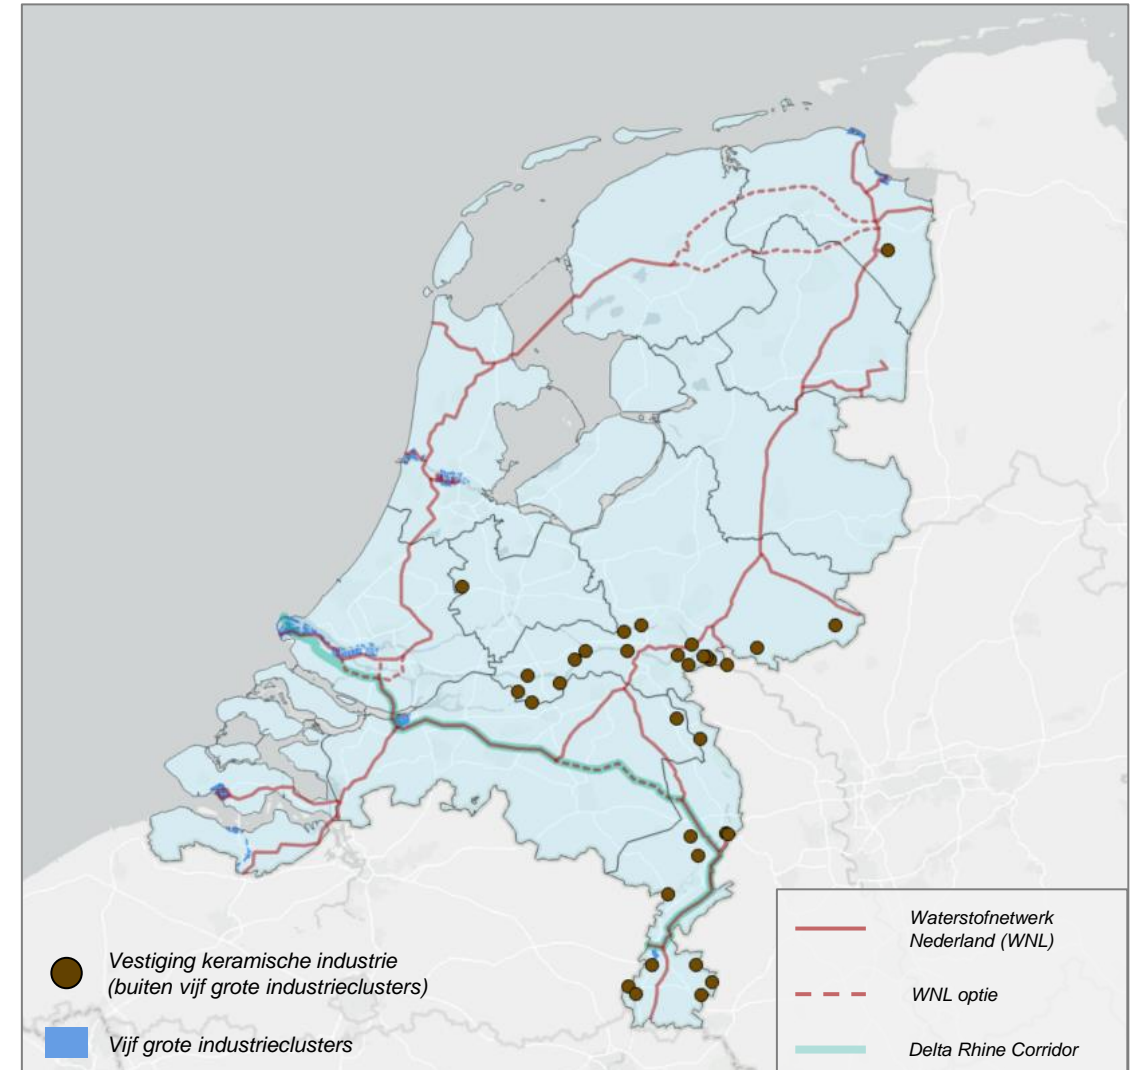 Vestiging keramische industrie
(buiten vijf grote industrieclusters)
Vijf grote industrieclusters
Waterstofnetwerk
Nederland (WNL)
WNL optie
Delta Rhine Corridor